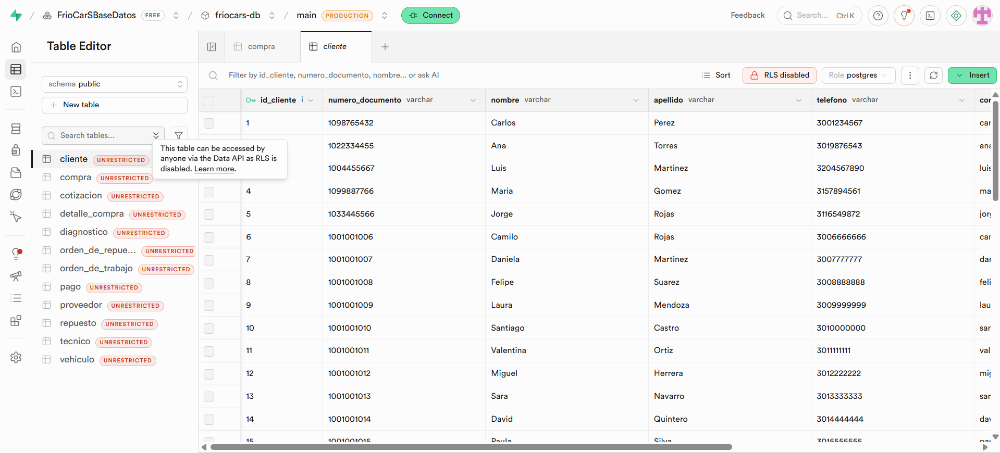 / FrioCarSBaseDatos FREE / friocars-db / main PRODUCTION Connect Feedback Search... Ctrl K
Table Editor
compra
cliente
Filter by id_cliente, numero_documento, nombre... or ask AI
Sort
RLS disabled
Role postgres
Insert
schema public
New table
Search tables...
This table can be accessed by
anyone via the Data API as RLS is
disabled. Learn more.
cliente UNRESTRICTED
compra UNRESTRICTED
cotizacion UNRESTRICTED
detalle_compra UNRESTRICTED
diagnostico UNRESTRICTED
orden_de_repue... UNRESTRICTED
orden_de_trabajo UNRESTRICTED
pago UNRESTRICTED
proveedor UNRESTRICTED
repuesto UNRESTRICTED
tecnico UNRESTRICTED
vehiculo UNRESTRICTED
id_cliente i numero_documento varchar nombre varchar apellido varchar telefono varchar cor
1 1098765432 Carlos Perez 3001234567 car
1022334455 Ana Torres 3019876543 ana
1004455667 Luis Martinez 3204567890 luis
4 1099887766 Maria Gomez 3157894561 ma
5 1033445566 Jorge Rojas 3116549872 jor
6 1001001006 Camilo Rojas 3006666666 car
7 1001001007 Daniela Martinez 3007777777 dar
8 1001001008 Felipe Suarez 3008888888 feli
9 1001001009 Laura Mendoza 3009999999 lau
10 1001001010 Santiago Castro 3010000000 sar
11 1001001011 Valentina Ortiz 3011111111 val
12 1001001012 Miguel Herrera 3012222222 mi
13 1001001013 Sara Navarro 3013333333 sar
14 1001001014 David Quintero 3014444444 dav
15 1001001015 Paula Silva 3015555555